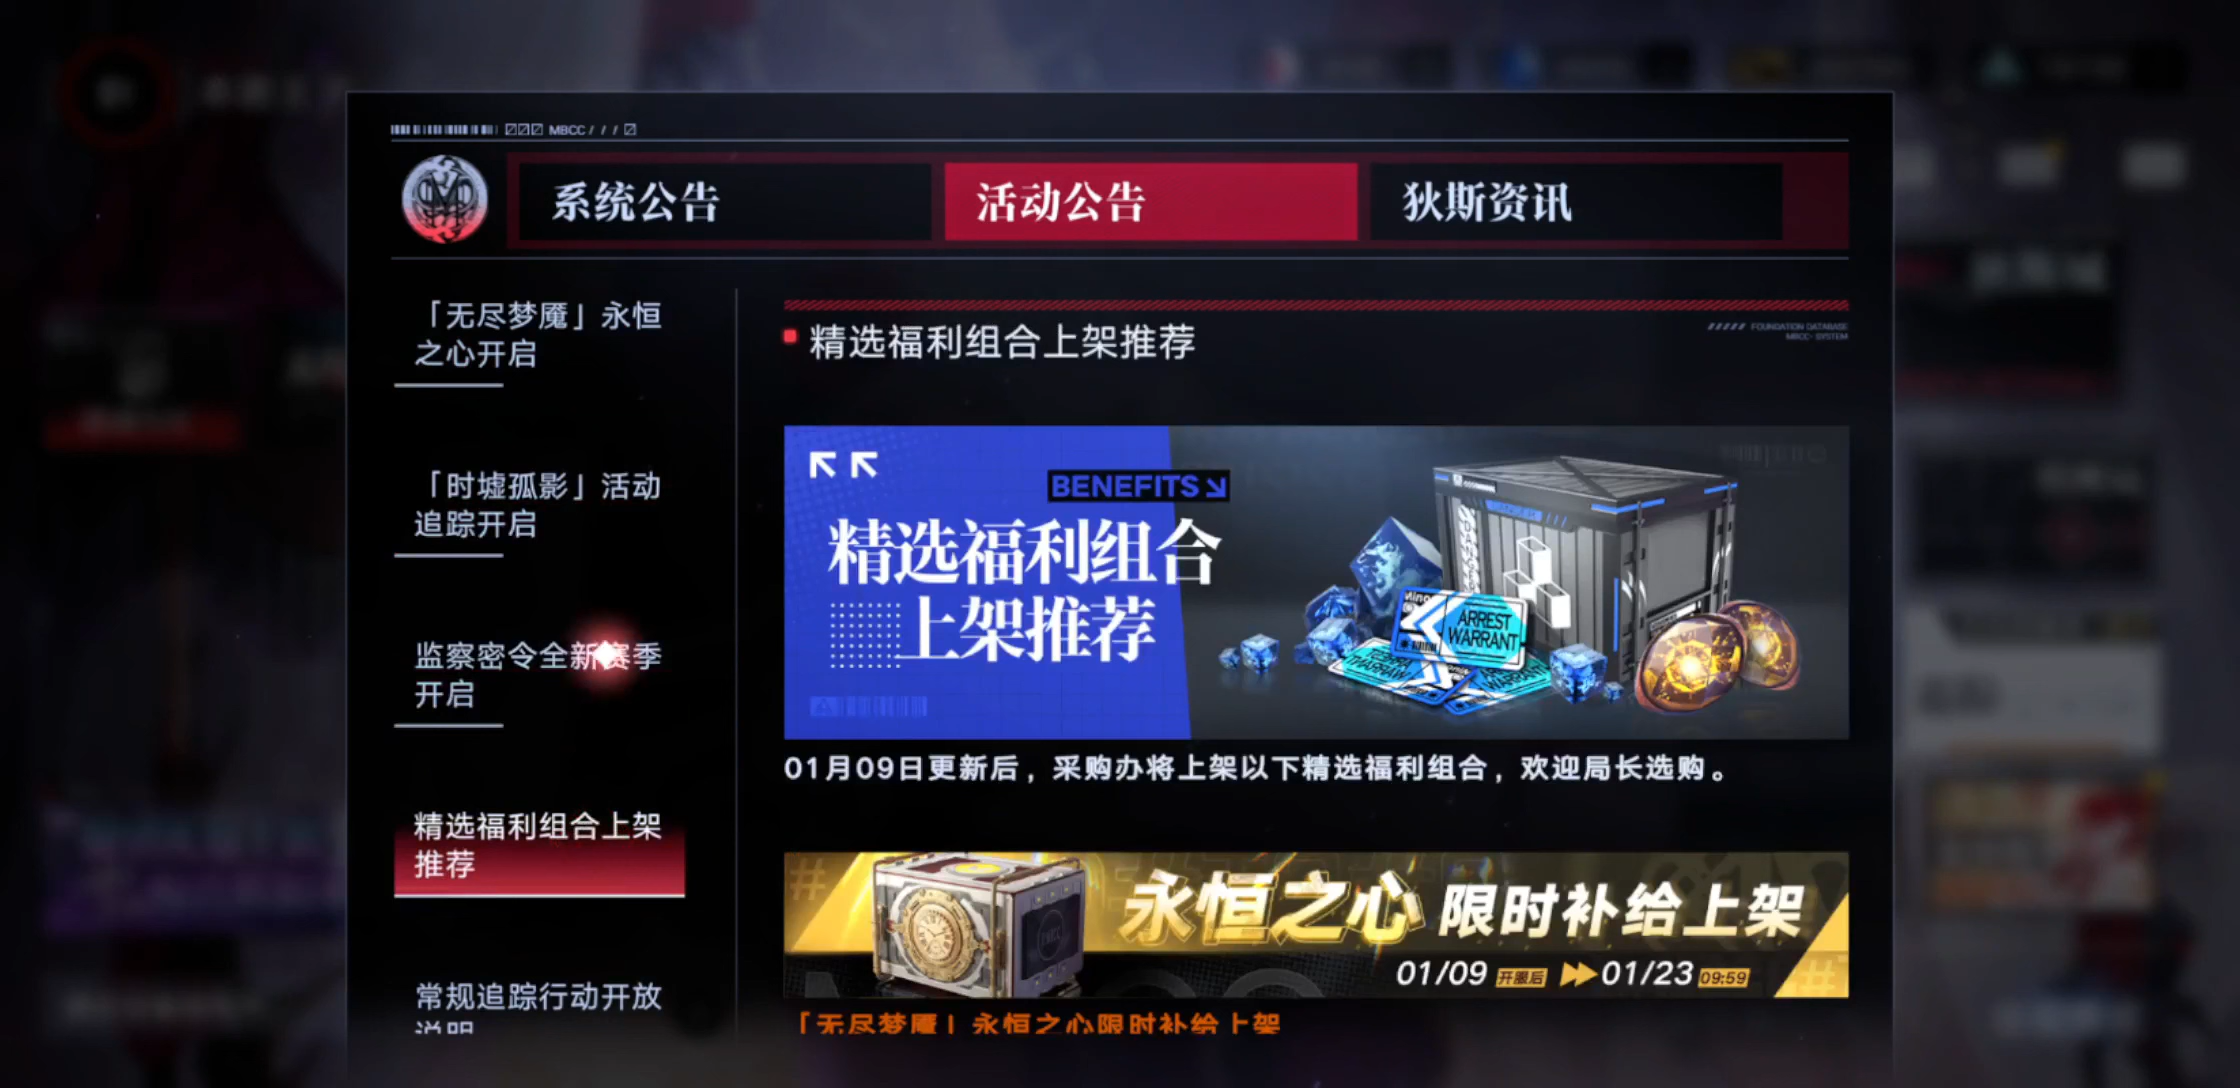 MBCC / / /
系统公告
活动公告
狄斯资讯
「无尽梦魇」永恒
之心开启
「时墟孤影」活动
追踪开启
监察密令全新赛季
开启
精选福利组合上架
推荐
常规追踪行动开放
说明
精选福利组合上架推荐
FOUNDATION DATABASE
MBCC- SYSTEM
BENEFITS
精选福利组合
上架推荐
ARREST
WARRANT
01月09日更新后，采购办将上架以下精选福利组合，欢迎局长选购。
永恒之心 限时补给上架
01/09 开服后 01/23 09:59
「无尽梦魇」永恒之心限时补给上架